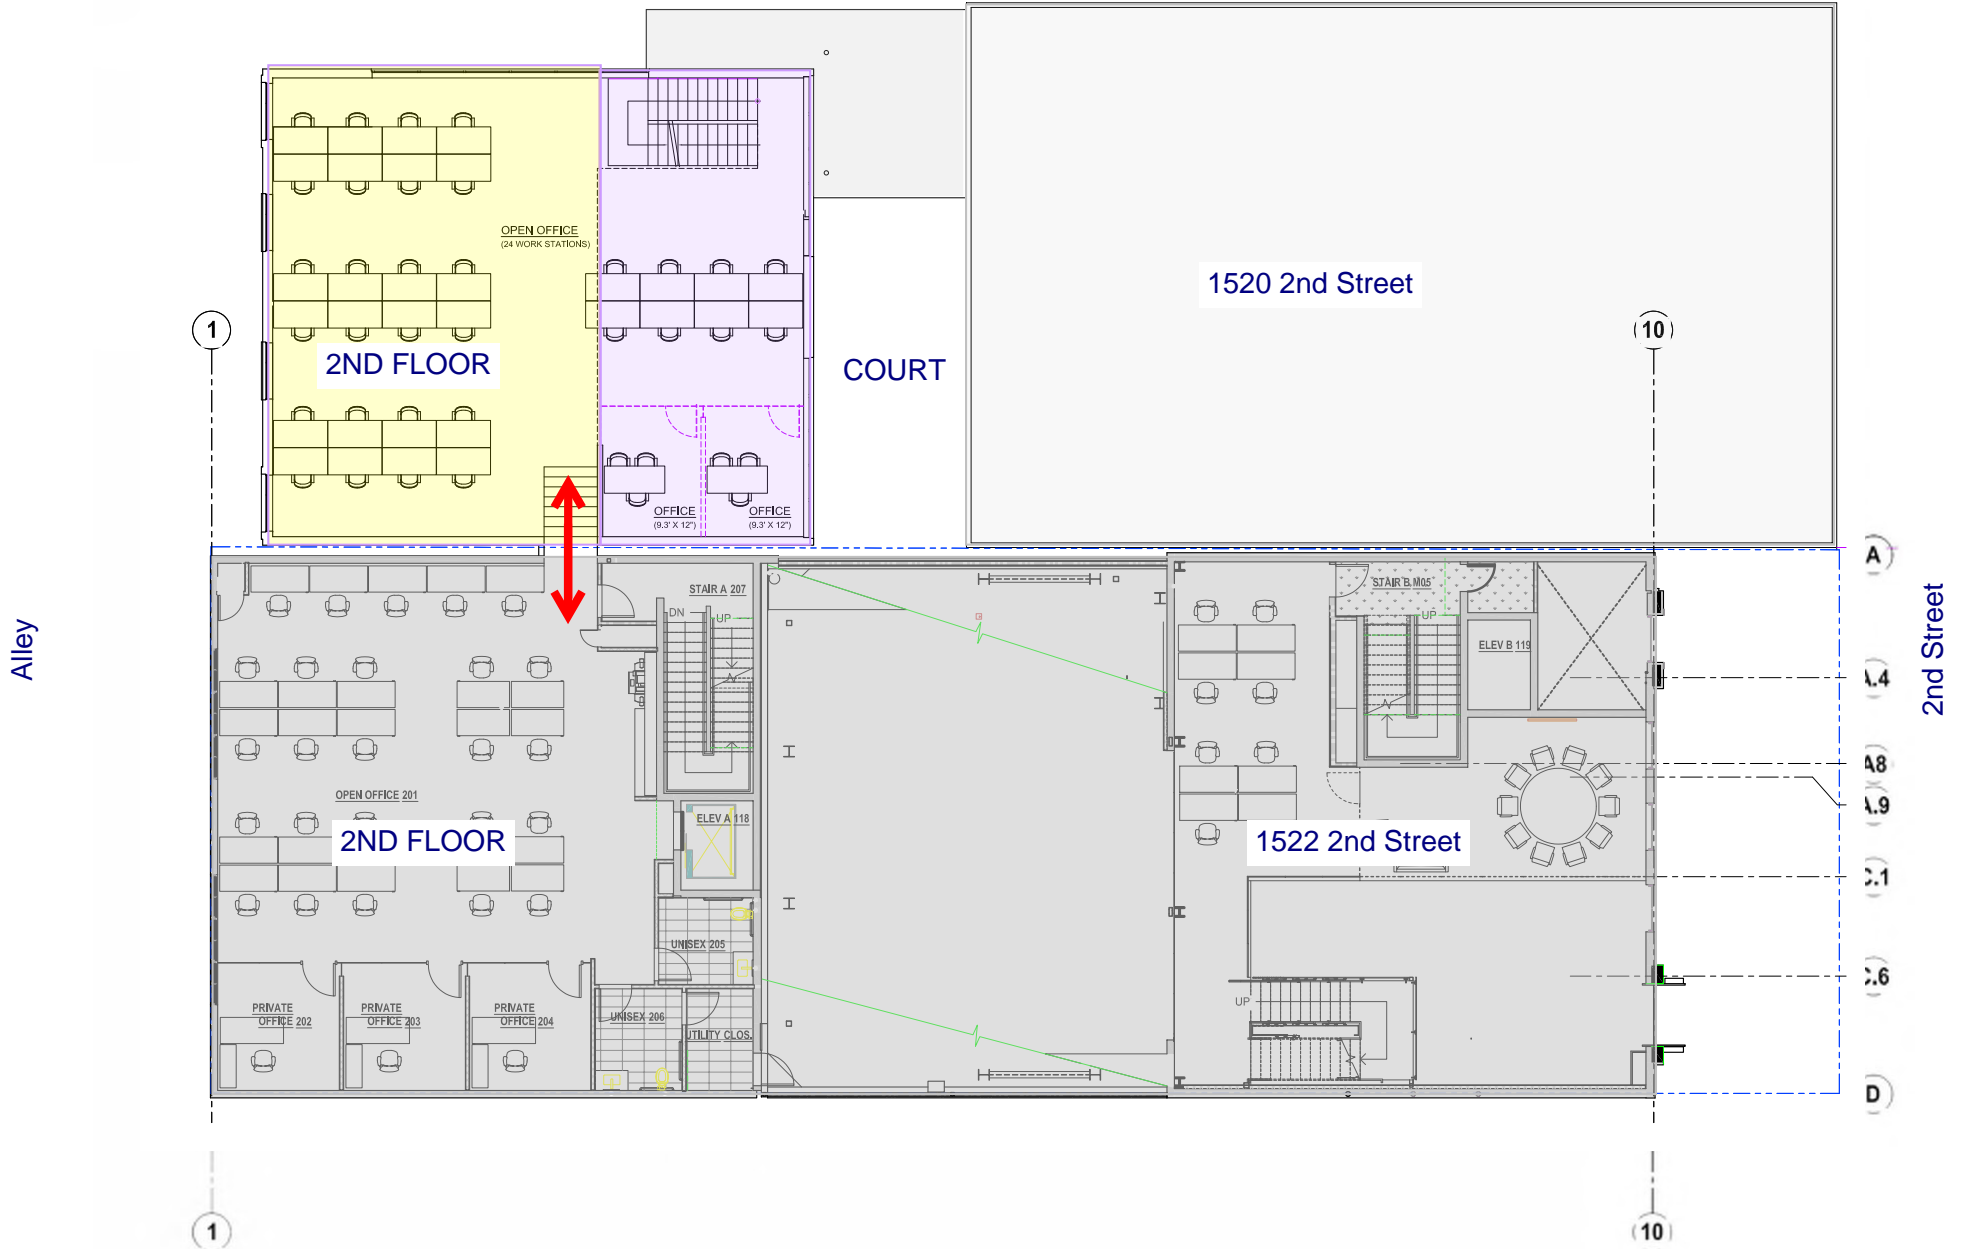 OPEN OFFICE
(24 WORK STATIONS)
1520 2nd Street
1
10
2ND FLOOR
COURT
OFFICE
(9.3' X 12")
OFFICE
(9.3' X 12")
A
Alley
2nd Street
STAIR A 207
STAIR B M05
DN
UP
UP
ELEV B 119
A.4
A8
OPEN OFFICE 201
A.9
ELEV A 118
2ND FLOOR
1522 2nd Street
C.1
UNISEX 205
C.6
PRIVATE
OFFICE 202
PRIVATE
OFFICE 203
PRIVATE
OFFICE 204
UNISEX 206
UTILITY CLOS.
UP
D
1
10